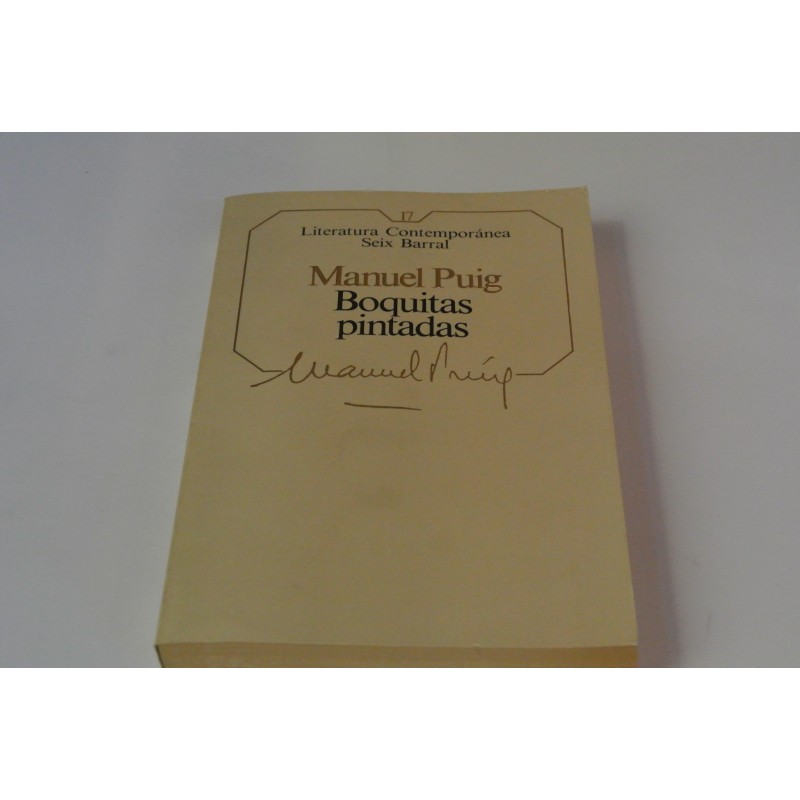 17
Literatura Contemporánea
Seix Barral
Manuel Puig
Boquitas
pintadas
Manuel Puig